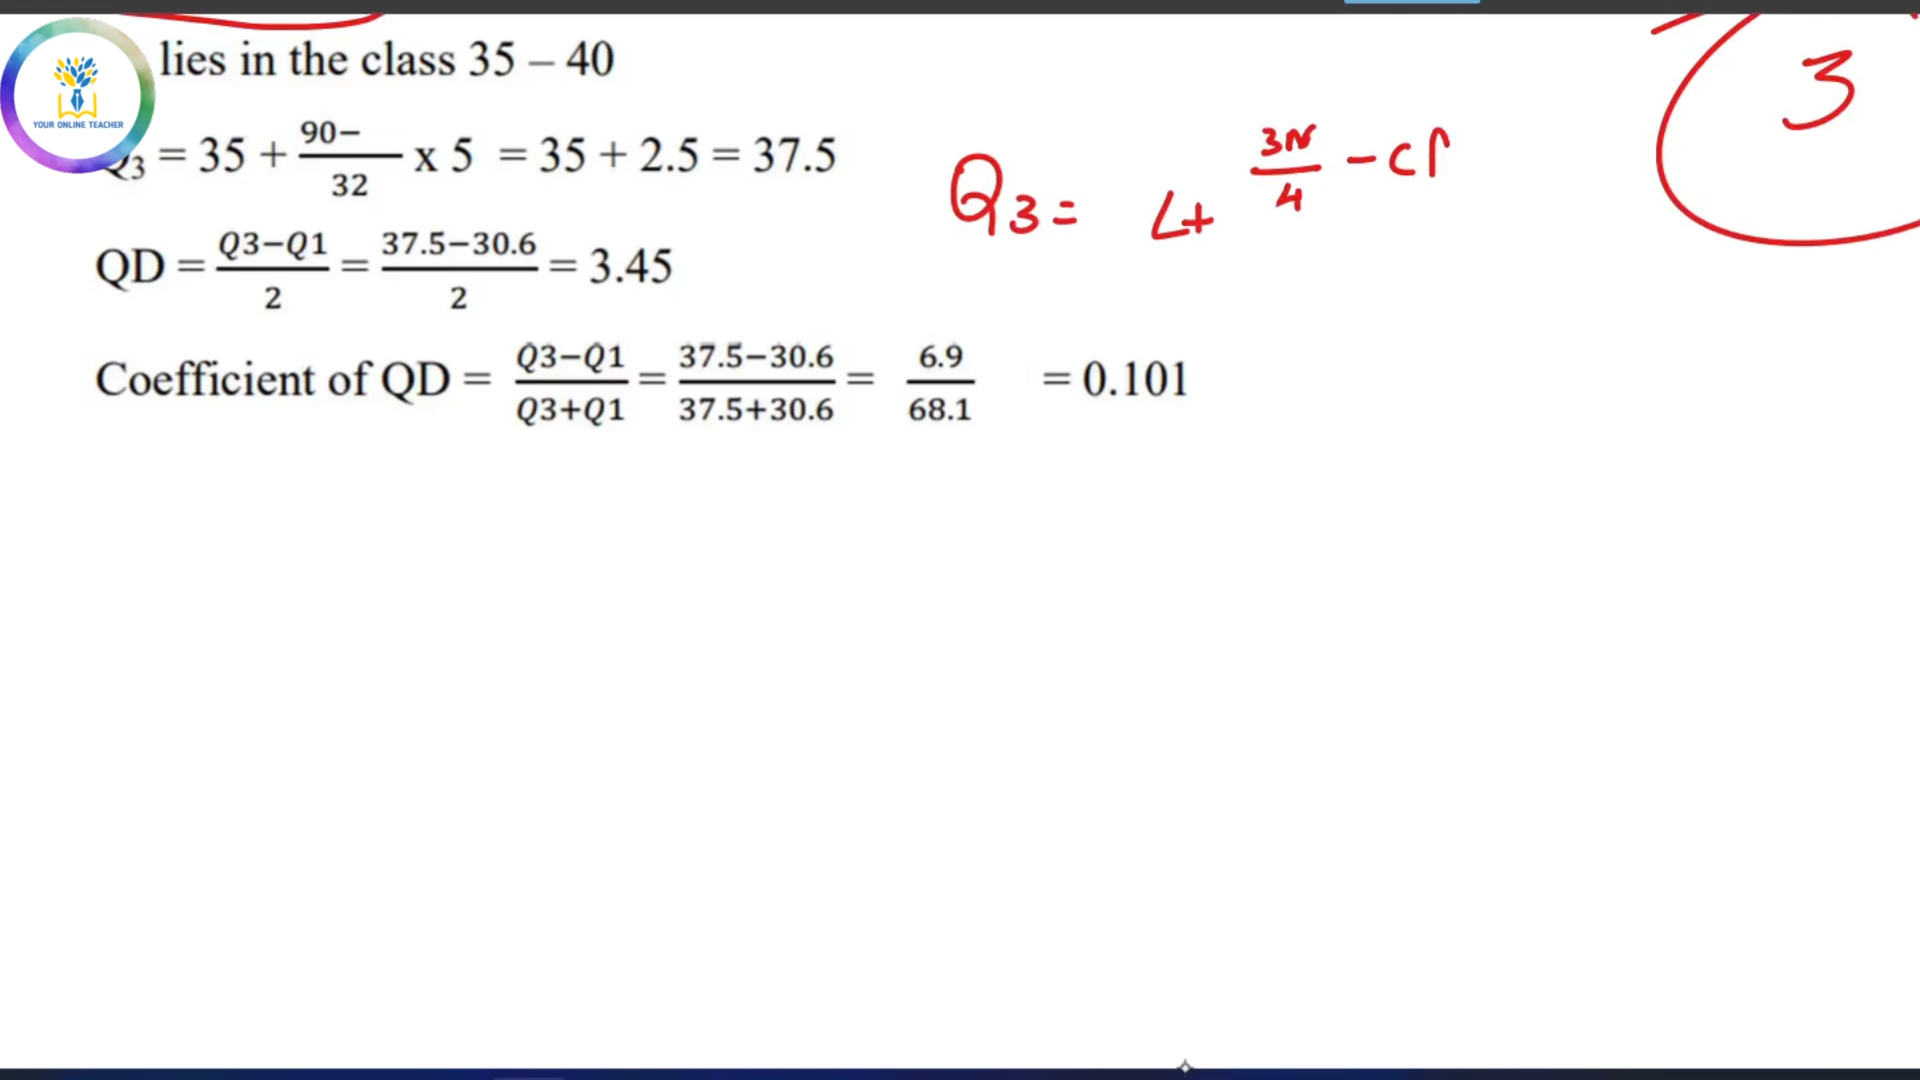 lies in the class 35 – 40
YOUR ONLINE TEACHER
Q3 = 35 + 90−/32 x 5 = 35 + 2.5 = 37.5
Q3 = L+ 3N/4 - cf
3
QD = Q3−Q1/2 = 37.5−30.6/2 = 3.45
Coefficient of QD = Q3−Q1/Q3+Q1 = 37.5−30.6/37.5+30.6 = 6.9/68.1 = 0.101